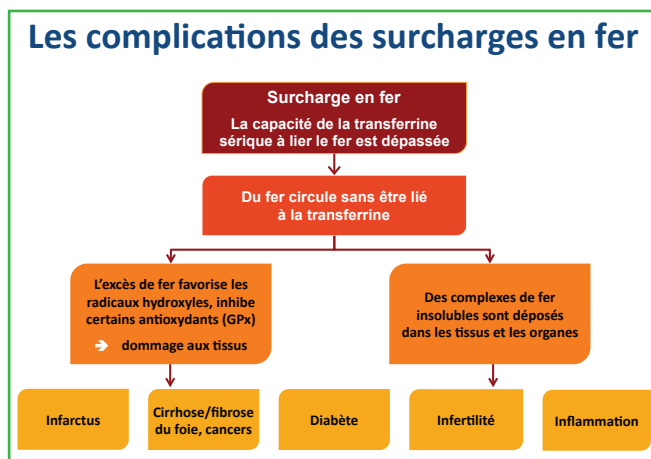 Les complications des surcharges en fer
Surcharge en fer
La capacité de la transferrine
sérique à lier le fer est dépassée
Du fer circule sans être lié
à la transferrine
L'excès de fer favorise les
radicaux hydroxyles, inhibe
certains antioxydants (GPx)
➔ dommage aux tissus
Des complexes de fer
insolubles sont déposés
dans les tissus et les organes
Infarctus
Cirrhose/fibrose
du foie, cancers
Diabète
Infertilité
Inflammation